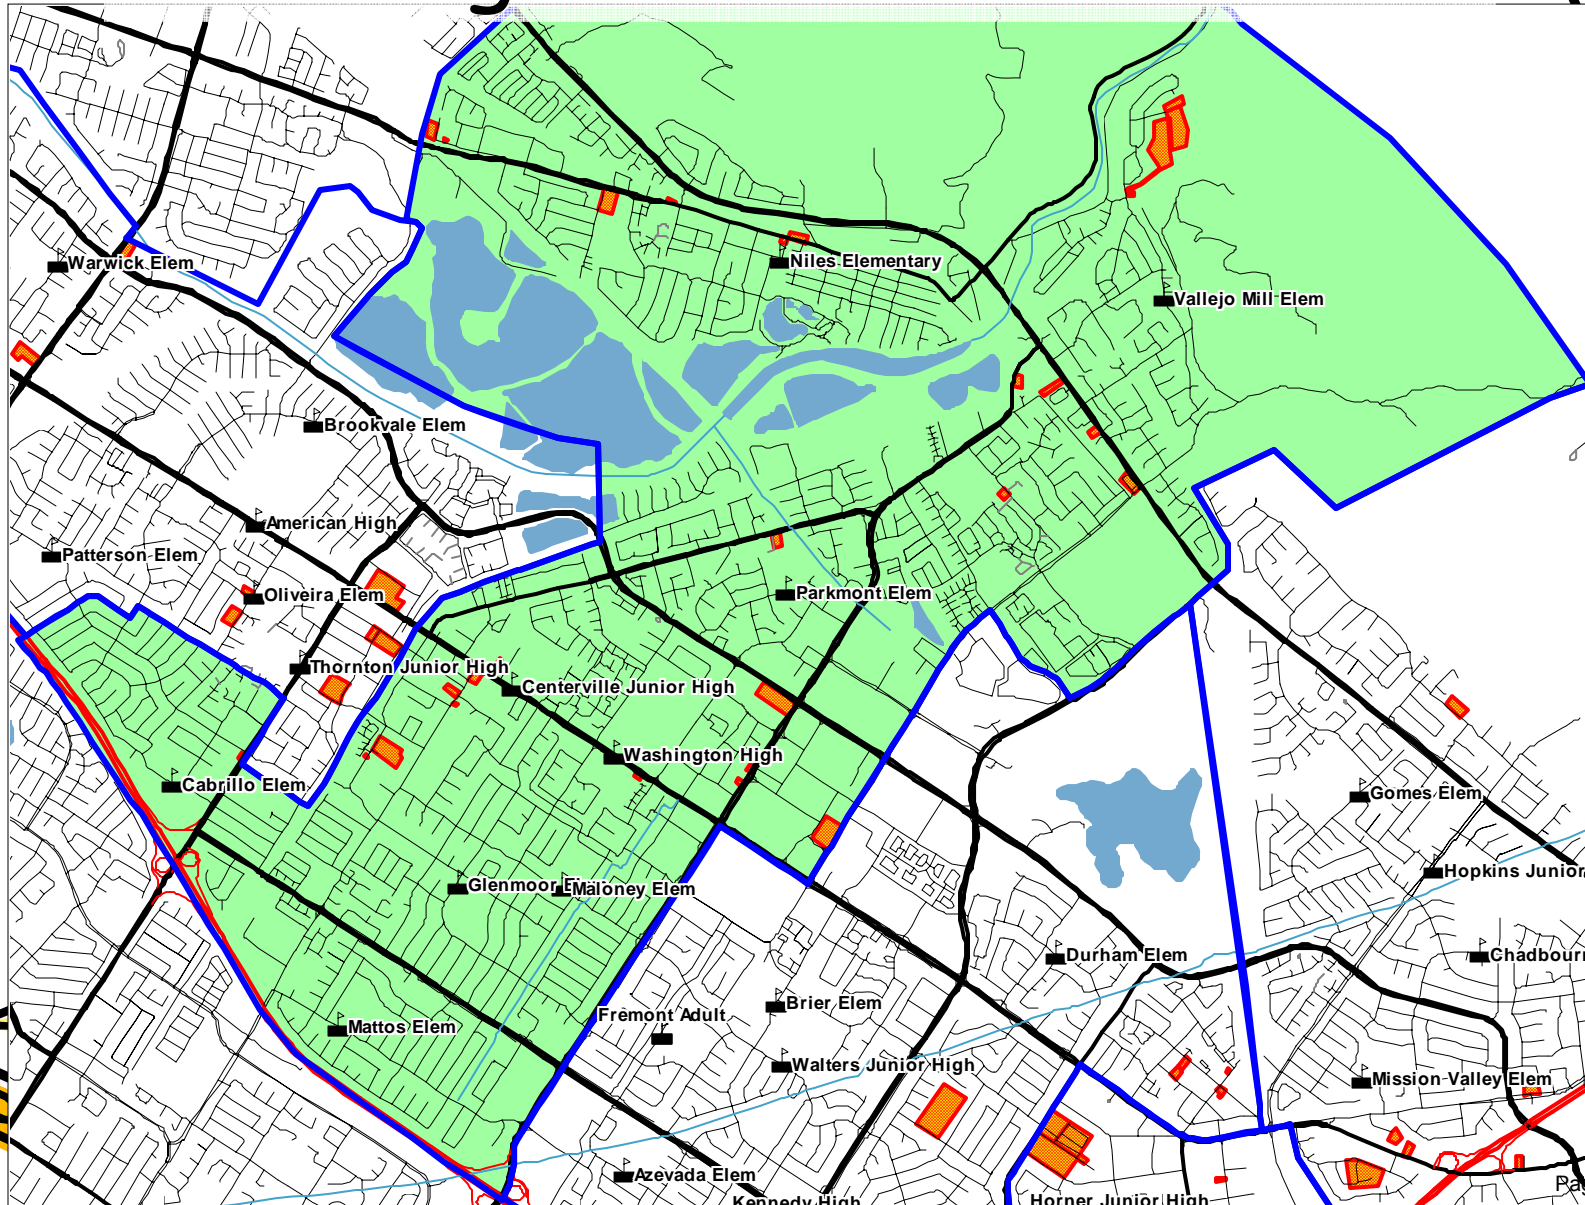 Warwick Elem
Niles Elementary
Vallejo Mill Elem
Brookvale Elem
American High
Patterson Elem
Oliveira Elem
Parkmont Elem
Thornton Junior High
Centerville Junior High
Washington High
Cabrillo Elem
Gomes Elem
Glenmoor
Maloney Elem
Hopkins Junior
Durham Elem
Chadbour
Brier Elem
Fremont Adult
Mattos Elem
Walters Junior High
Mission Valley Elem
Azevada Elem
Kennedy High
Horner Junior High
Pa